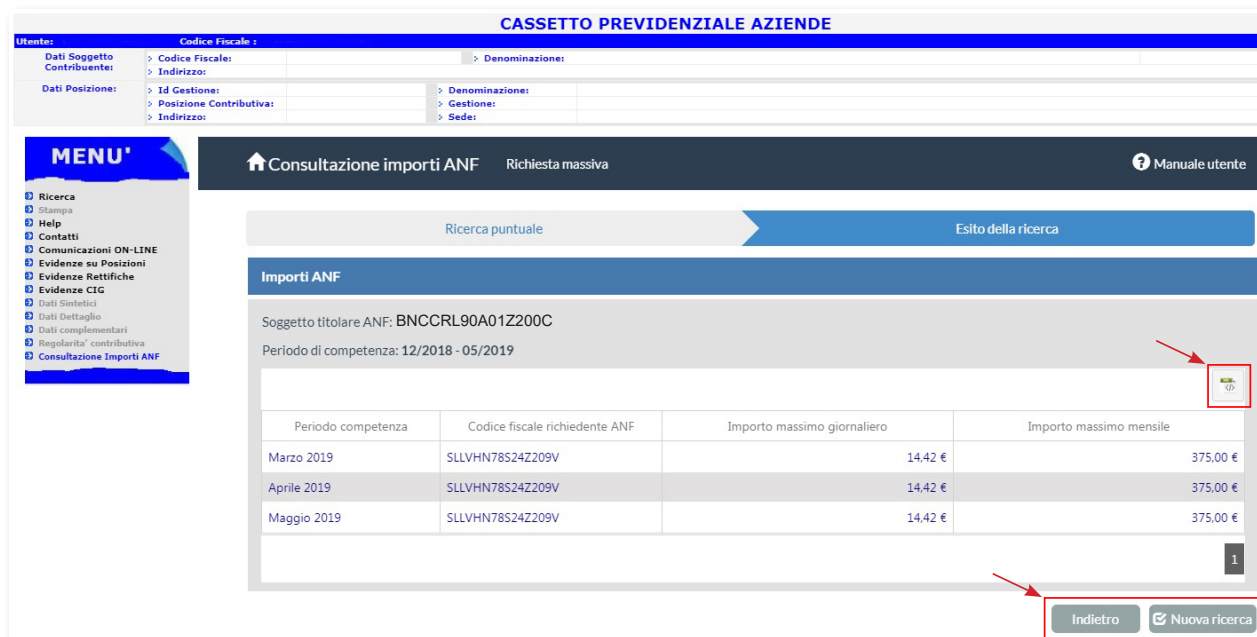 CASSETTO PREVIDENZIALE AZIENDE
Utente: Codice Fiscale :
Dati Soggetto Contribuente:
Codice Fiscale: Denominazione:
Indirizzo:
Dati Posizione:
Id Gestione: Denominazione:
Posizione Contributiva: Gestione:
Indirizzo: Sede:
MENU'
Ricerca
Stampa
Help
Contatti
Comunicazioni ON-LINE
Evidenze su Posizioni
Evidenze Rettifiche
Evidenze CIG
Dati Sintetici
Dati Dettaglio
Dati complementari
Regolarita' contributiva
Consultazione Importi ANF
Consultazione importi ANF Richiesta massiva Manuale utente
Ricerca puntuale Esito della ricerca
Importi ANF
Soggetto titolare ANF: BNCCRL90A01Z200C
Periodo di competenza: 12/2018 - 05/2019
Periodo competenza Codice fiscale richiedente ANF Importo massimo giornaliero Importo massimo mensile
Marzo 2019 SLLVHN78S24Z209V 14,42 € 375,00 €
Aprile 2019 SLLVHN78S24Z209V 14,42 € 375,00 €
Maggio 2019 SLLVHN78S24Z209V 14,42 € 375,00 €
1
Indietro Nuova ricerca